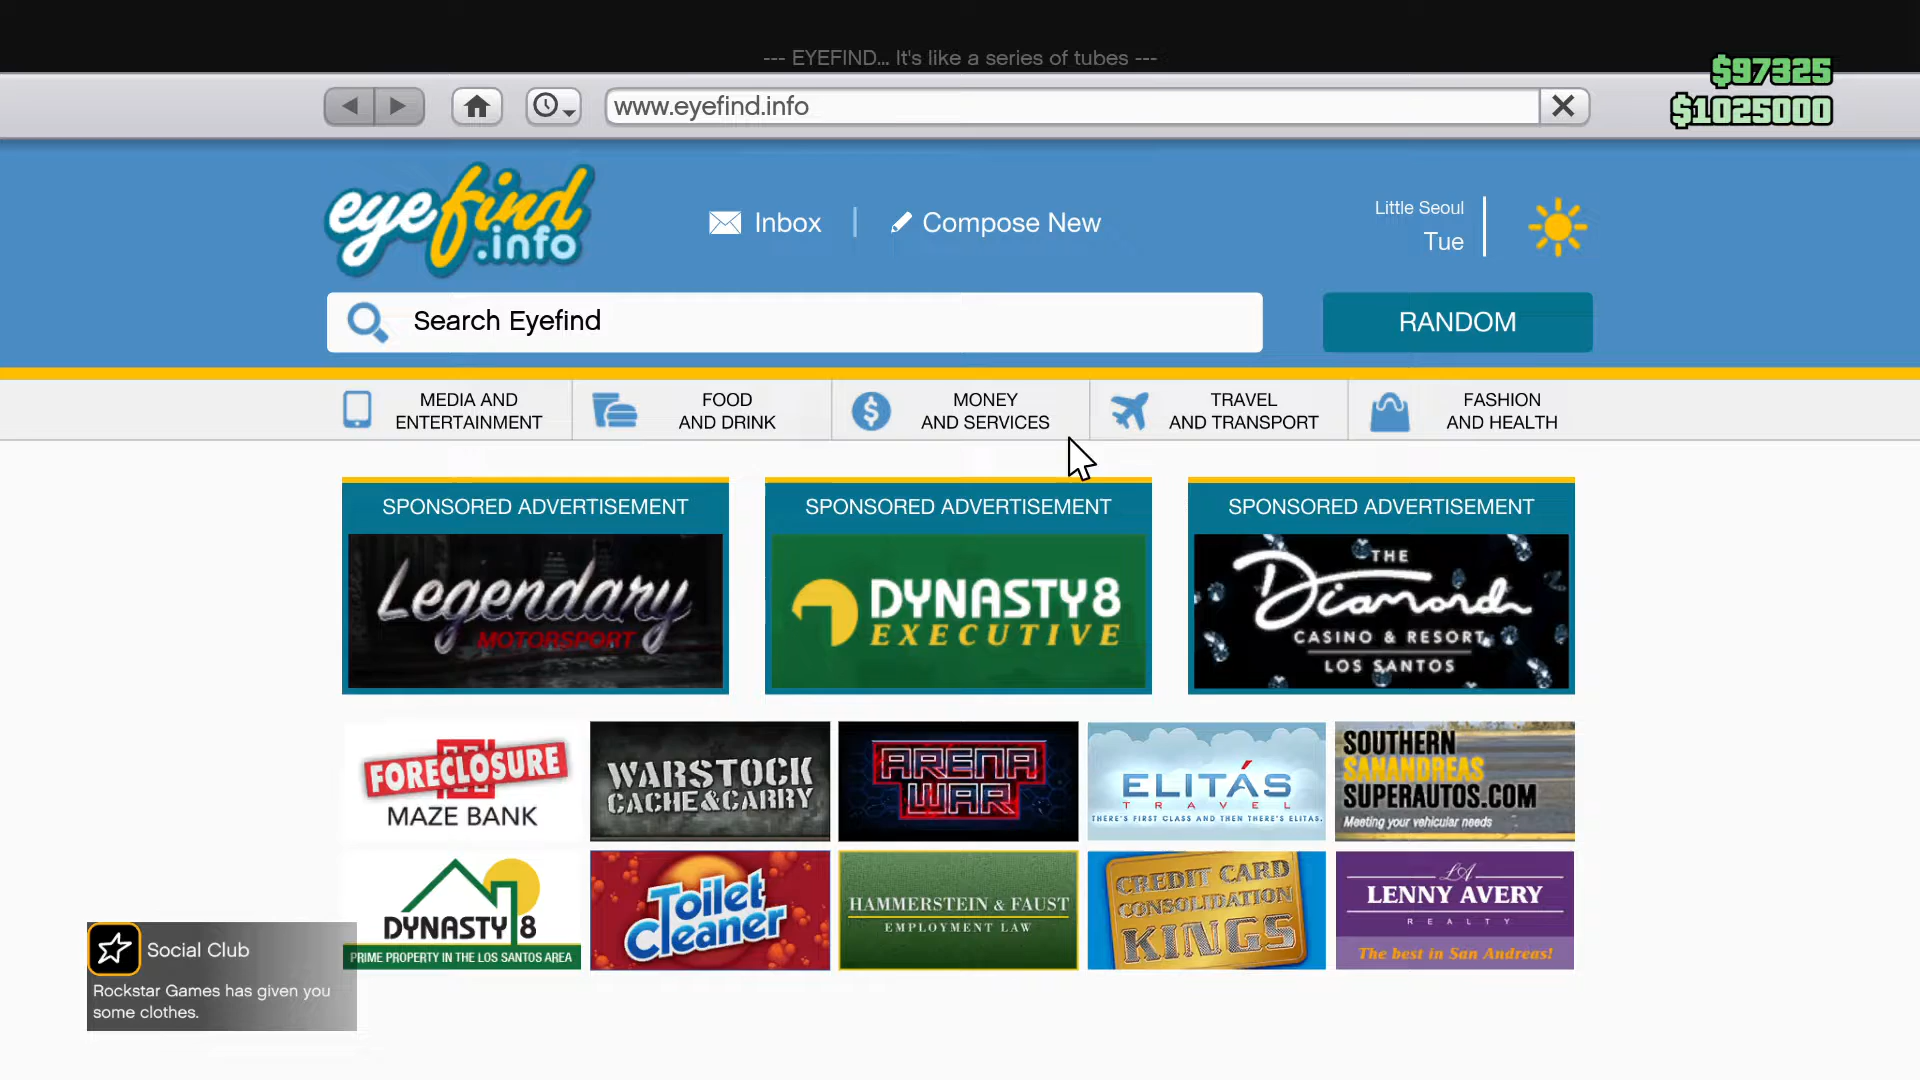 --- EYEFIND... It's like a series of tubes ---
$97325
$1025000
www.eyefind.info
eyefind
.info
Inbox
Compose New
Little Seoul
Tue
Search Eyefind
RANDOM
MEDIA AND
ENTERTAINMENT
FOOD
AND DRINK
MONEY
AND SERVICES
TRAVEL
AND TRANSPORT
FASHION
AND HEALTH
SPONSORED ADVERTISEMENT
Legendary
MOTORSPORT
SPONSORED ADVERTISEMENT
DYNASTY8
EXECUTIVE
SPONSORED ADVERTISEMENT
THE
Diamond
CASINO & RESORT
LOS SANTOS
FORECLOSURE
MAZE BANK
WARSTOCK
CACHE&CARRY
ARENA
WAR
ELITÁS
TRAVEL
THERE'S FIRST CLASS AND THEN THERE'S ELITAS.
SOUTHERN
SANANDREAS
SUPERAUTOS.COM
Meeting your vehicular needs
DYNASTY 8
PRIME PROPERTY IN THE LOS SANTOS AREA
Toilet
Cleaner
HAMMERSTEIN & FAUST
EMPLOYMENT LAW
CREDIT CARD
CONSOLIDATION
KINGS
LA
LENNY AVERY
REALTY
The best in San Andreas!
Social Club
Rockstar Games has given you
some clothes.